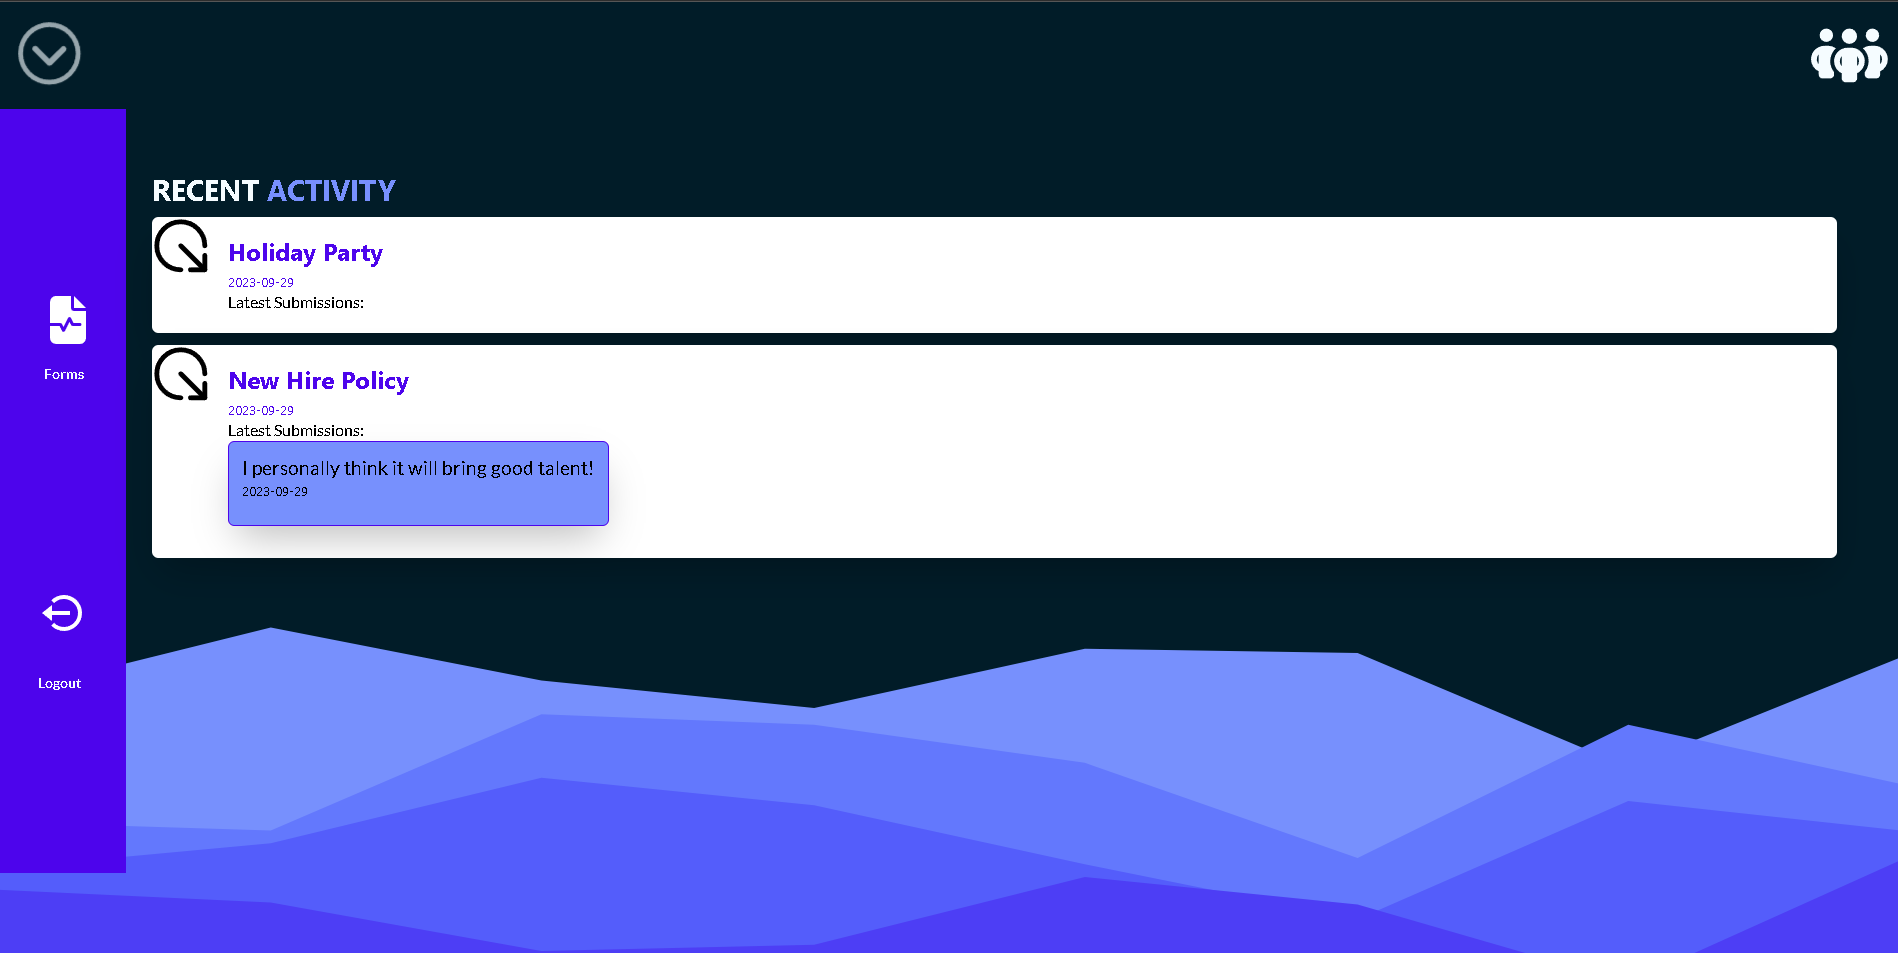 RECENT ACTIVITY
Holiday Party
2023-09-29
Latest Submissions:
Forms
New Hire Policy
2023-09-29
Latest Submissions:
I personally think it will bring good talent!
2023-09-29
Logout